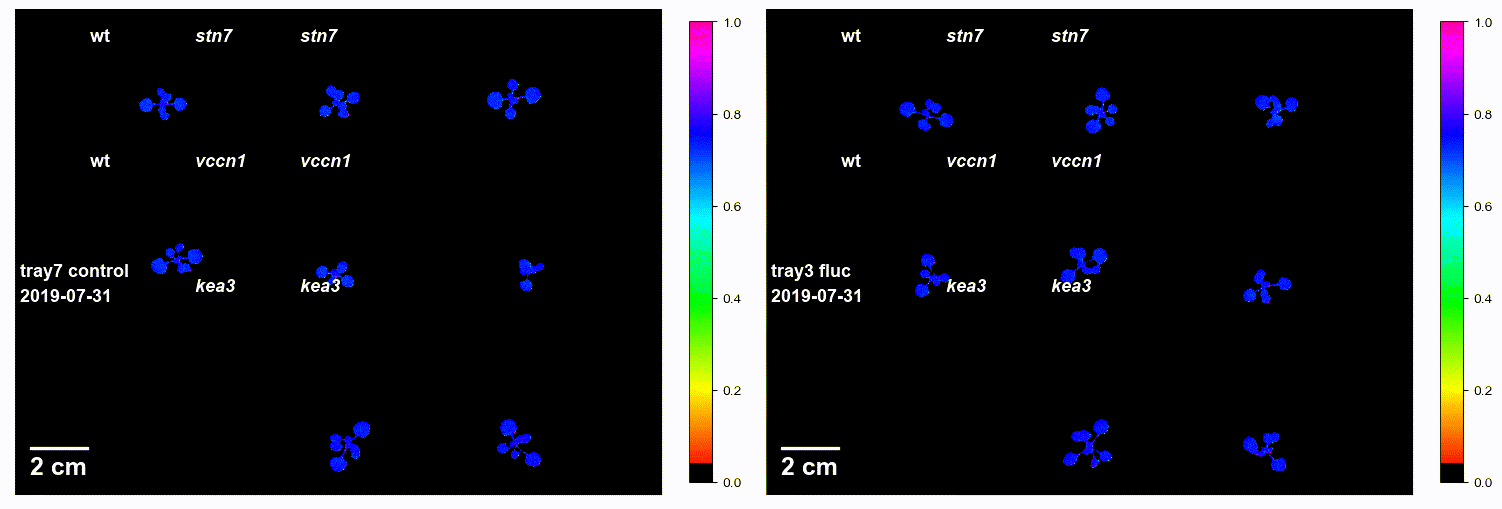 wt stn7 stn7
wt vccn1 vccn1
tray7 control
2019-07-31
kea3 kea3
2 cm
1.0
0.8
0.6
0.4
0.2
0.0
wt stn7 stn7
wt vccn1 vccn1
tray3 fluc
2019-07-31
kea3 kea3
2 cm
1.0
0.8
0.6
0.4
0.2
0.0